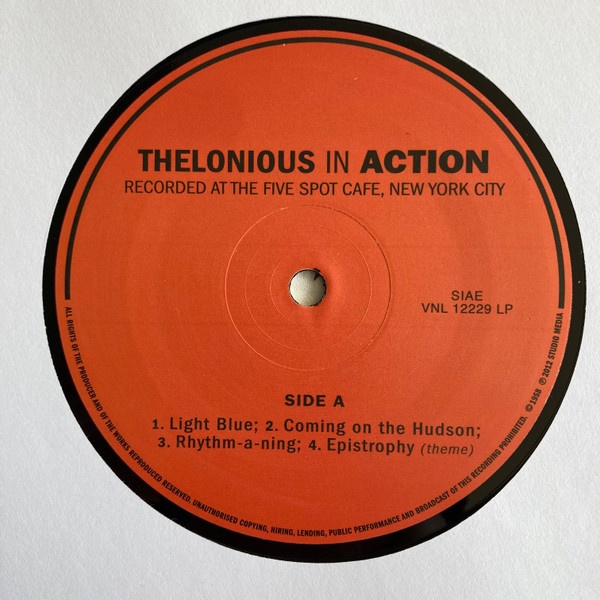 THELONIOUS IN ACTION
RECORDED AT THE FIVE SPOT CAFE, NEW YORK CITY
SIAE
VNL 12229 LP
SIDE A
1. Light Blue; 2. Coming on the Hudson;
3. Rhythm-a-ning; 4. Epistrophy (theme)
ALL RIGHTS OF THE PRODUCER AND OF THE WORKS REPRODUCED RESERVED. UNAUTHORISED COPYING, HIRING, LENDING, PUBLIC PERFORMANCE AND BROADCAST OF THIS RECORDING PROHIBITED. ©1958 ℗2012 STUDIO MEDIA